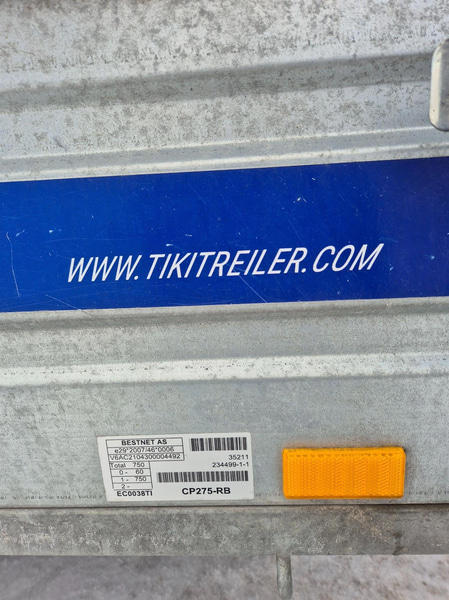 WWW.TIKITREILER.COM
BESTNET AS
e29*2007/46*0006
V6AC2104300004492 35211
Total 750 234499-1-1
0 - 60
1 - 750
2 -
EC0038TI CP275-RB